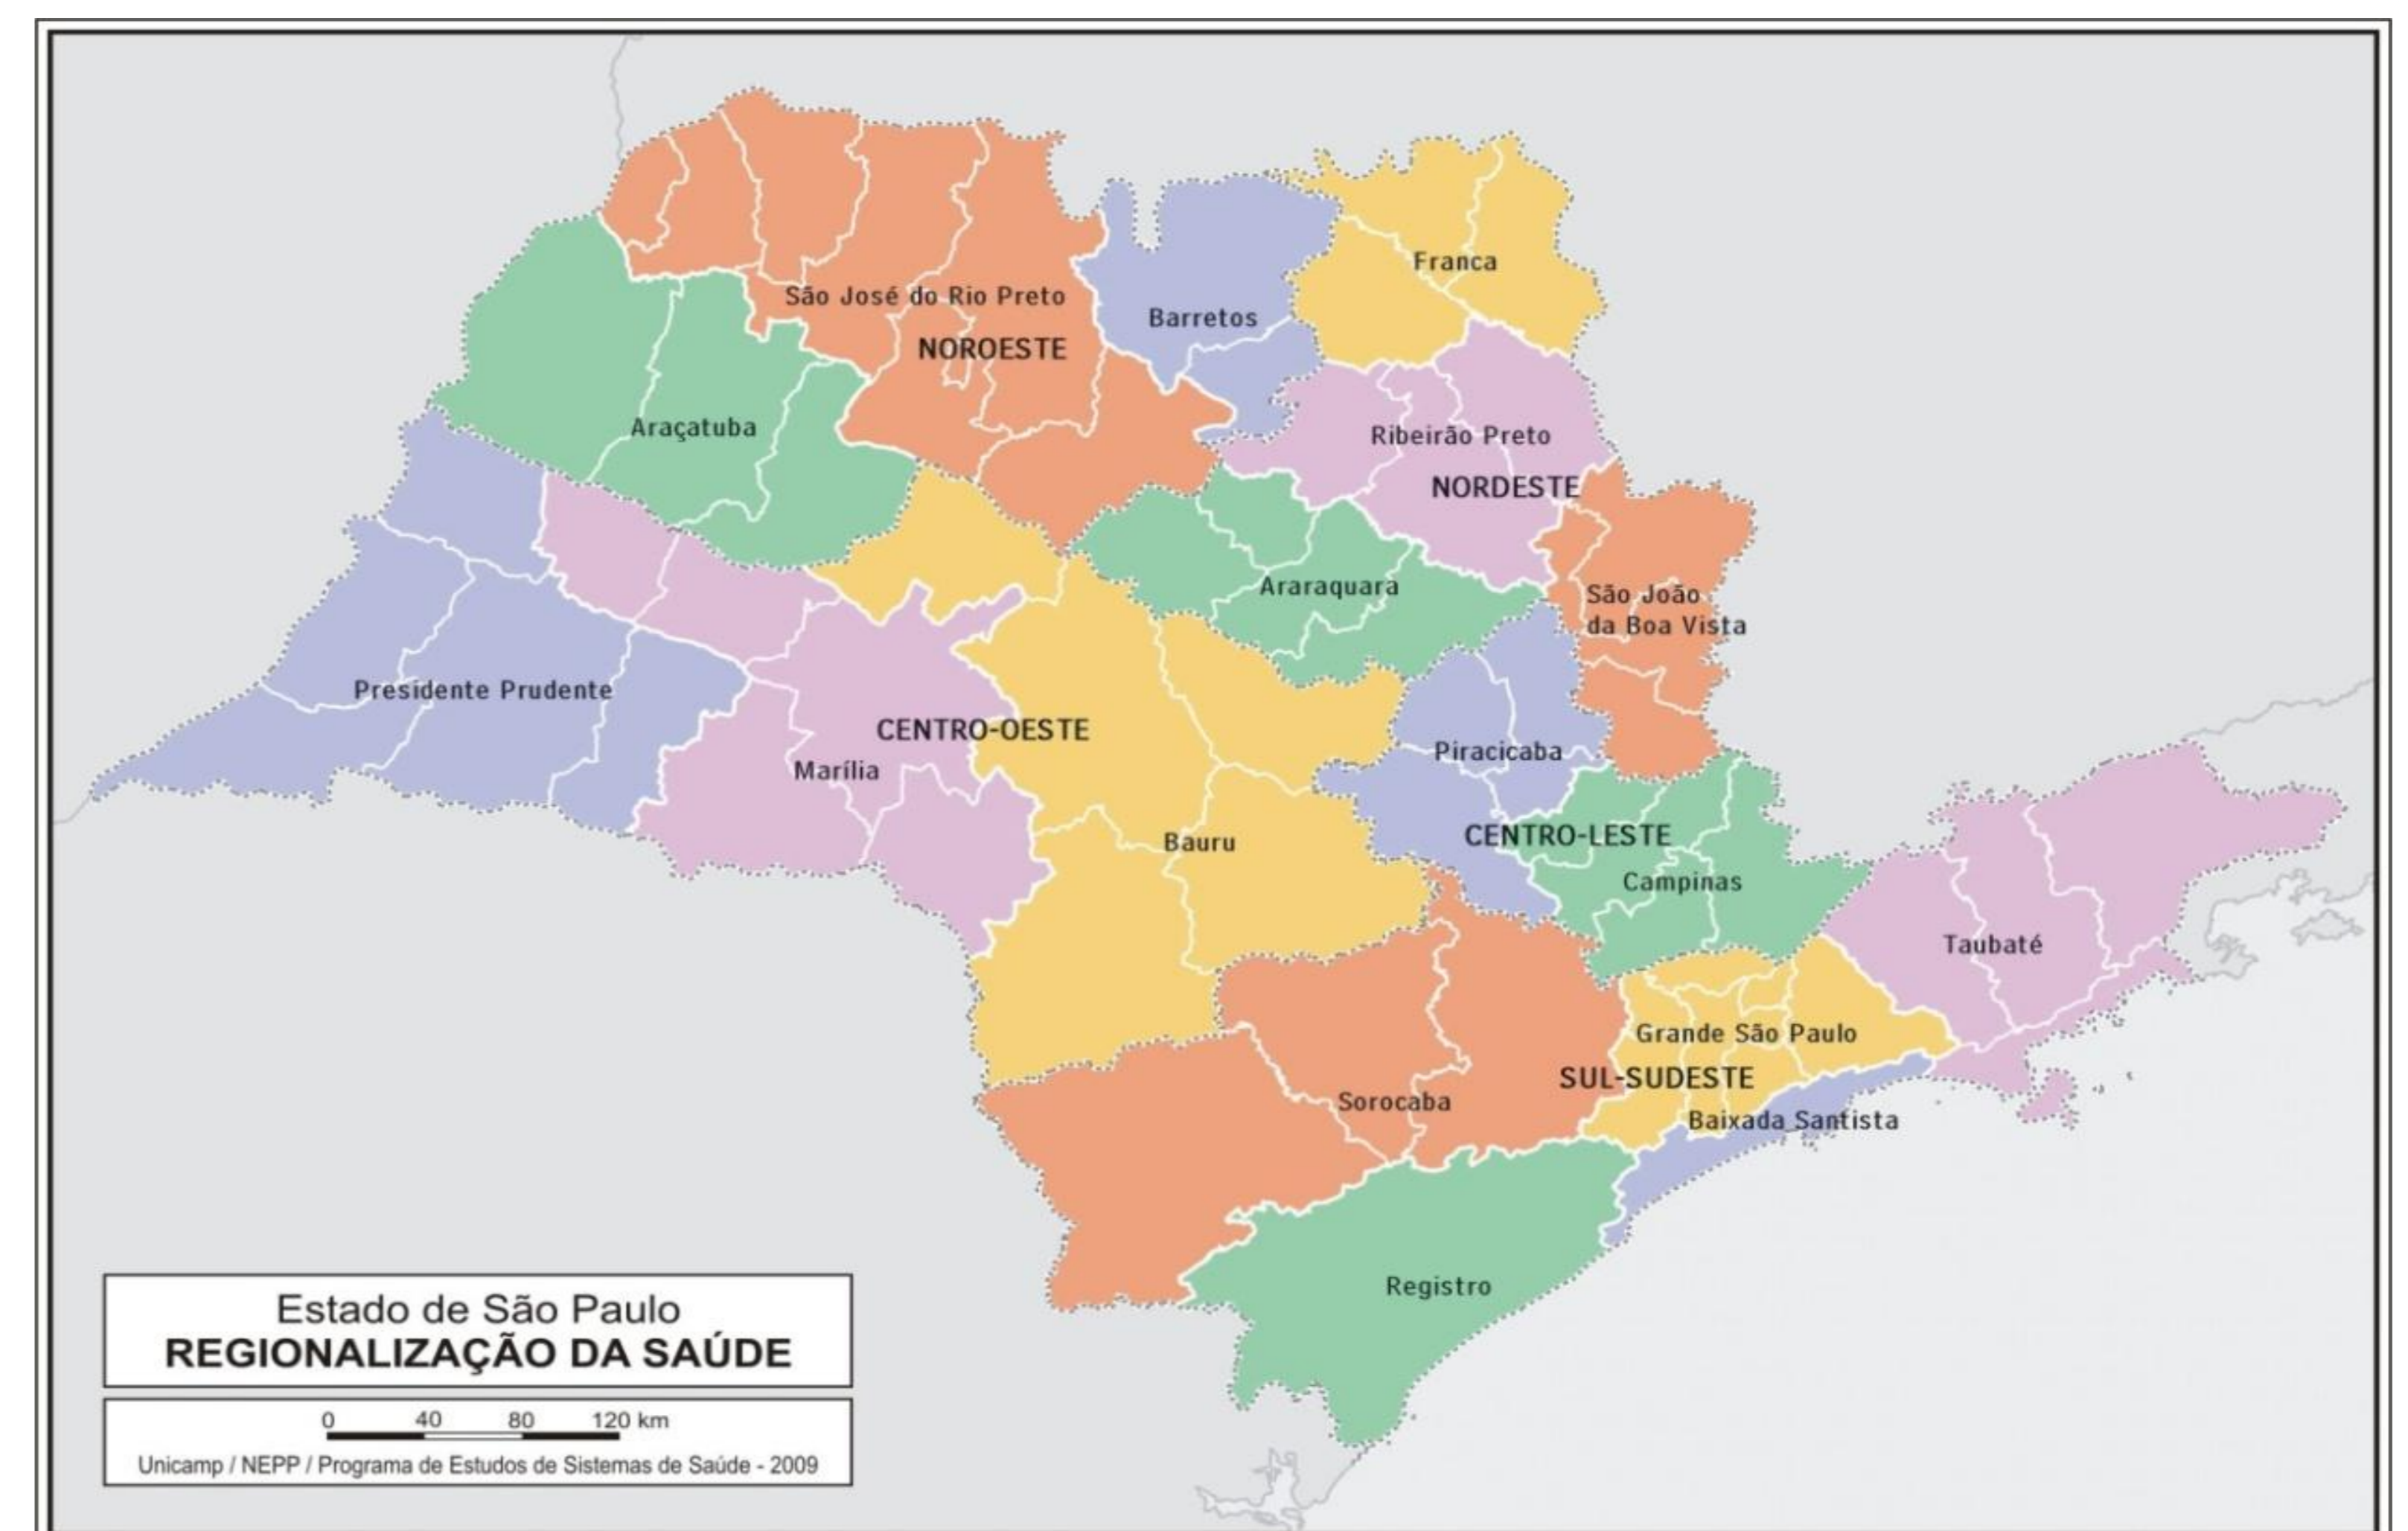 Franca
São José do Rio Preto
Barretos
NOROESTE
Araçatuba
Ribeirão Preto
NORDESTE
Araraquara
São João
da Boa Vista
Presidente Prudente
CENTRO-OESTE
Piracicaba
Marília
CENTRO-LESTE
Bauru
Campinas
Taubaté
Grande São Paulo
SUL-SUDESTE
Sorocaba
Baixada Santista
Registro
Estado de São Paulo
REGIONALIZAÇÃO DA SAÚDE
0 40 80 120 km
Unicamp / NEPP / Programa de Estudos de Sistemas de Saúde - 2009